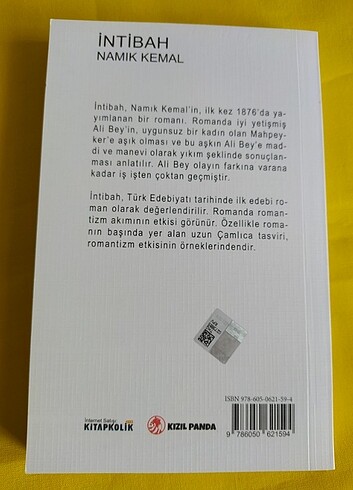 İNTİBAH
NAMIK KEMAL
İntibah, Namık Kemal'in, ilk kez 1876'da ya-
yımlanan bir romanı. Romanda iyi yetişmiş
Ali Bey'in, uygunsuz bir kadın olan Mahpey-
ker'e aşık olması ve bu aşkın Ali Bey'e mad-
di ve manevi olarak yıkım şeklinde sonuçlan-
ması anlatılır. Ali Bey olayın farkına varana
kadar iş işten çoktan geçmiştir.
İntibah, Türk Edebiyatı tarihinde ilk edebi ro-
man olarak değerlendirilir. Romanda roman-
tizm akımının etkisi görünür. Özellikle roma-
nın başında yer alan uzun Çamlıca tasviri,
romantizm etkisinin örneklerindendir.
ISBN 978-605-0621-59-4
İnternet Satışı
KİTAPKOLİK
KIZIL PANDA
9 786050 621594